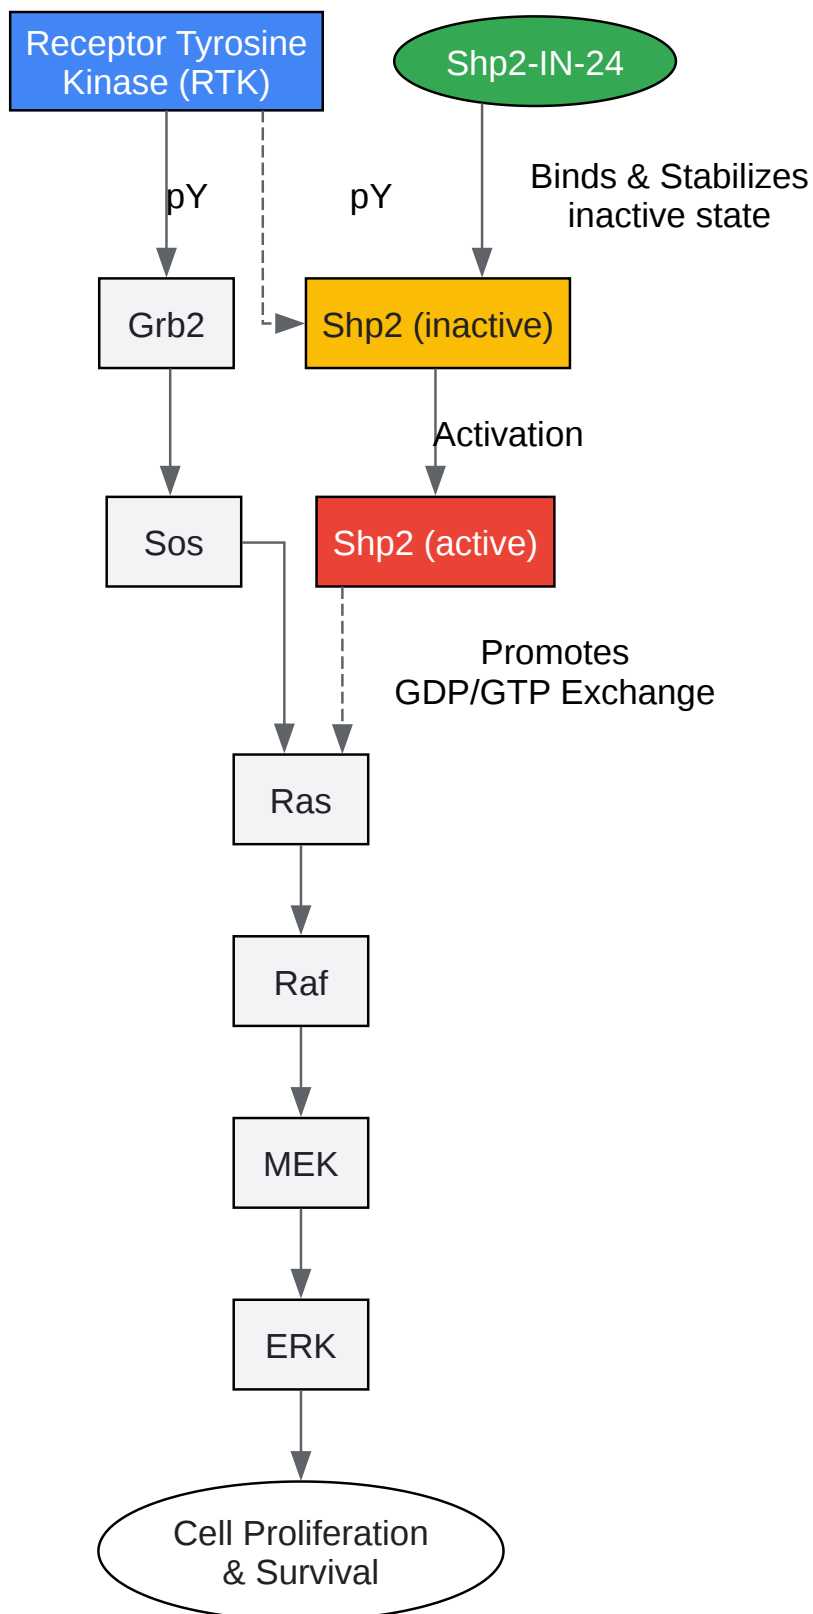 Receptor Tyrosine
Kinase (RTK)
Shp2-IN-24
pY
pY
Binds & Stabilizes
inactive state
Grb2
Shp2 (inactive)
Activation
Sos
Shp2 (active)
Promotes
GDP/GTP Exchange
Ras
Raf
MEK
ERK
Cell Proliferation
& Survival